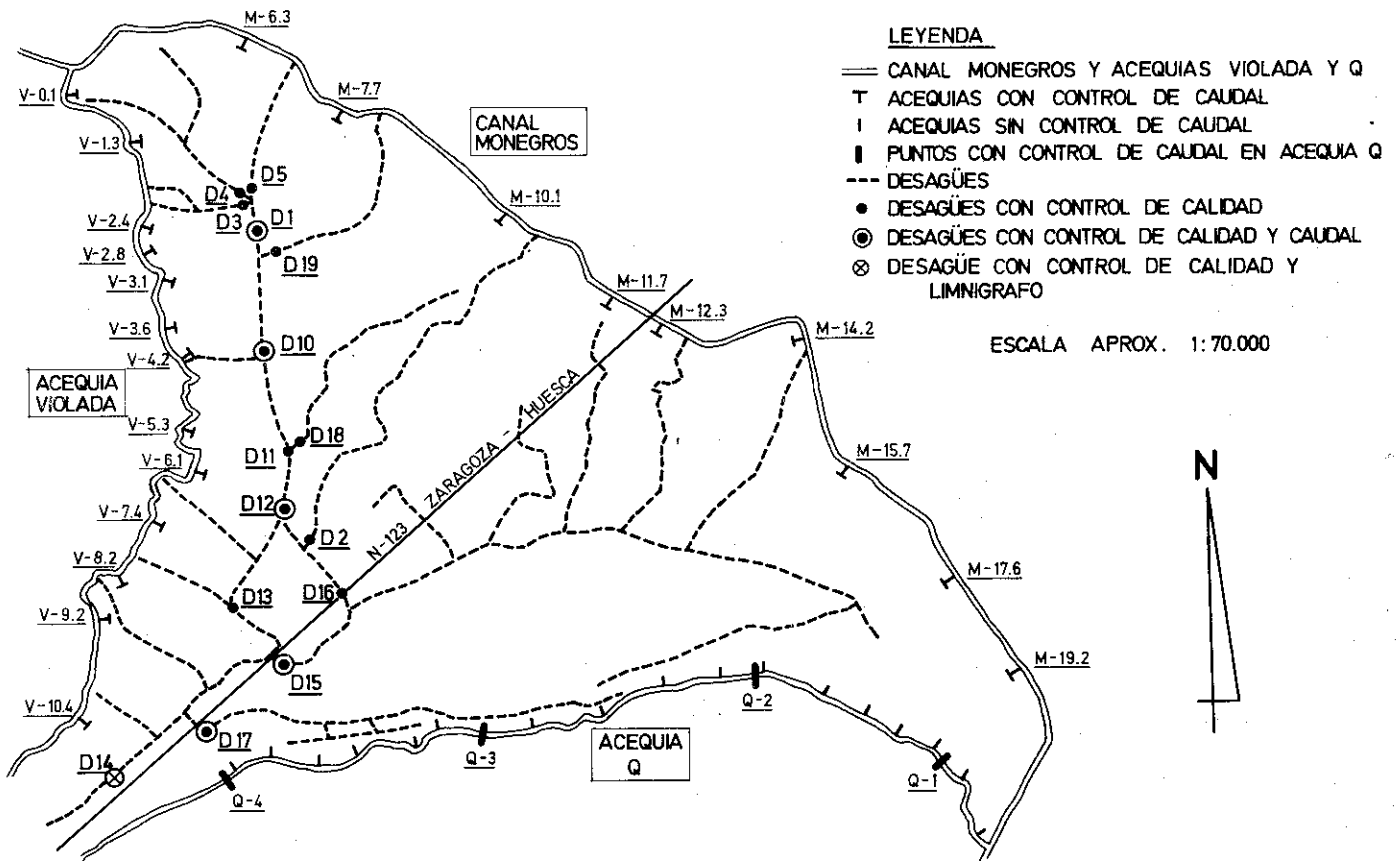 M-6.3
M-7.7
V-0.1
V-1.3
CANAL
MONEGROS
D5
D4
D3
D1
V-2.4
V-2.8
V-3.1
D19
M-10.1
M-11.7
M-12.3
M-14.2
V-3.6
V-4.2
D10
ACEQUIA
VIOLADA
V-5.3
V-6.1
D18
D11
N-123 ZARAGOZA - HUESCA
M-15.7
D12
V-7.4
D2
V-8.2
D16
D13
M-17.6
V-9.2
D15
M-19.2
V-10.4
D17
Q-2
ACEQUIA
Q
D14
Q-3
Q-1
Q-4
LEYENDA
CANAL MONEGROS Y ACEQUIAS VIOLADA Y Q
ACEQUIAS CON CONTROL DE CAUDAL
ACEQUIAS SIN CONTROL DE CAUDAL
PUNTOS CON CONTROL DE CAUDAL EN ACEQUIA Q
DESAGÜES
DESAGÜES CON CONTROL DE CALIDAD
DESAGÜES CON CONTROL DE CALIDAD Y CAUDAL
DESAGÜE CON CONTROL DE CALIDAD Y
LIMNIGRAFO
ESCALA APROX. 1:70.000
N